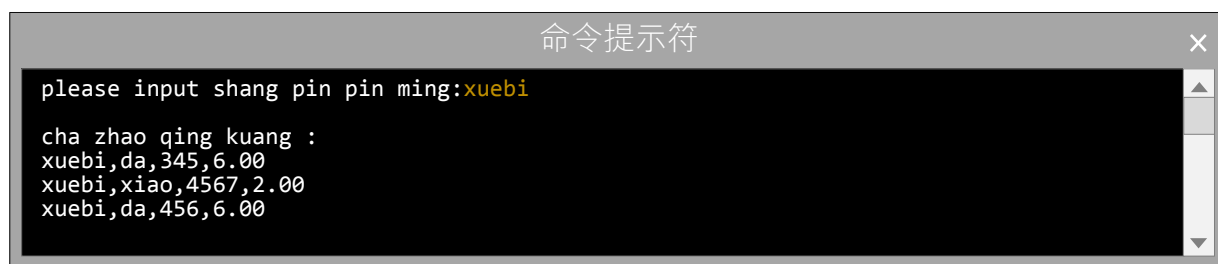 命令提示符
please input shang pin pin ming:xuebi
cha zhao qing kuang :
xuebi,da,345,6.00
xuebi,xiao,4567,2.00
xuebi,da,456,6.00